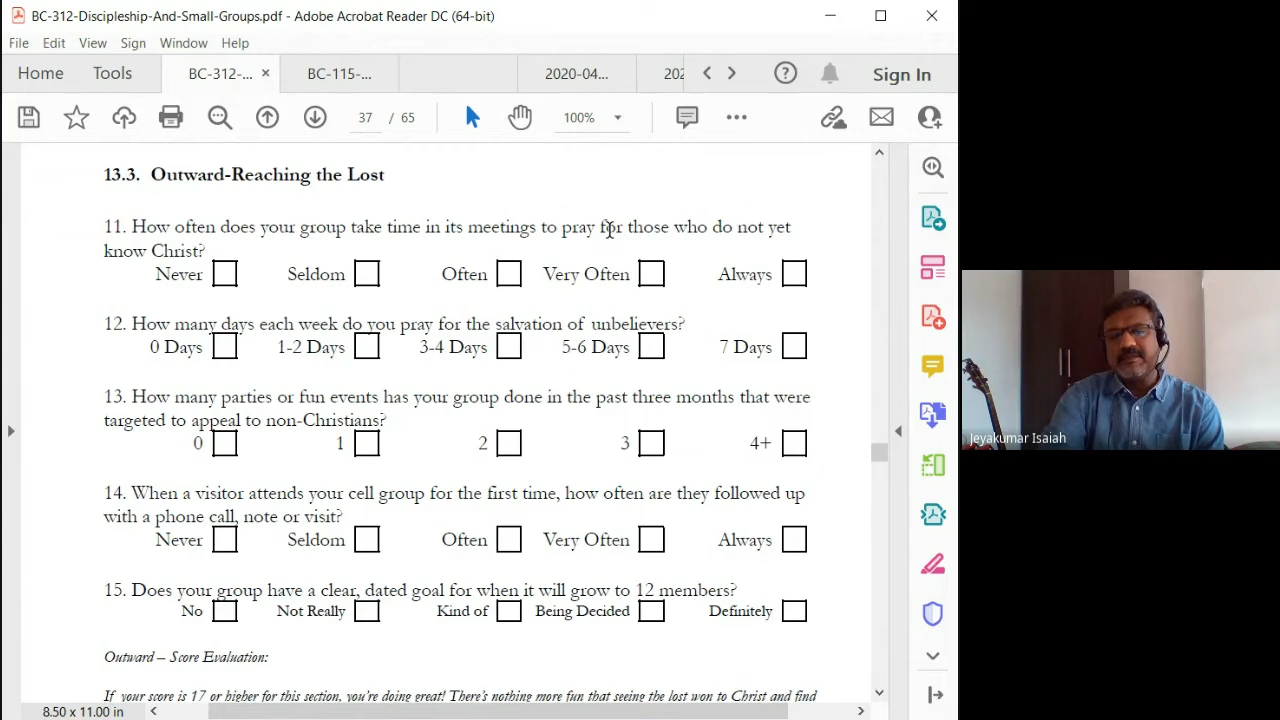 BC-312-Discipleship-And-Small-Groups.pdf - Adobe Acrobat Reader DC (64-bit)
File Edit View Sign Window Help
Home Tools BC-312-... × BC-115-... 2020-04.... 202 Sign In
37 / 65 100%
13.3. Outward-Reaching the Lost
11. How often does your group take time in its meetings to pray for those who do not yet
know Christ?
Never Seldom Often Very Often Always
12. How many days each week do you pray for the salvation of unbelievers?
0 Days 1-2 Days 3-4 Days 5-6 Days 7 Days
13. How many parties or fun events has your group done in the past three months that were
targeted to appeal to non-Christians?
0 1 2 3 4+
14. When a visitor attends your cell group for the first time, how often are they followed up
with a phone call, note or visit?
Never Seldom Often Very Often Always
15. Does your group have a clear, dated goal for when it will grow to 12 members?
No Not Really Kind of Being Decided Definitely
Outward – Score Evaluation:
If your score is 17 or higher for this section, you're doing great! There's nothing more fun that seeing the lost won to Christ and find
8.50 x 11.00 in
Jeyakumar Isaiah